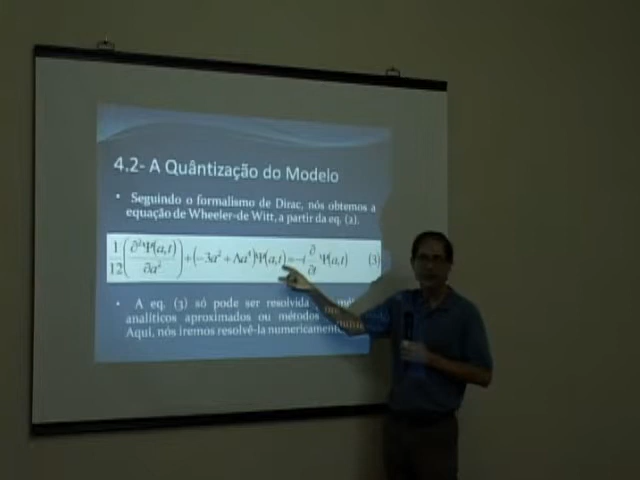 4.2- A Quântização do Modelo
• Seguindo o formalismo de Dirac, nós obtemos a
equação de Wheeler-de Witt, a partir da eq. (2).
1/12 (∂²Ψ(a,t)/∂a²) + (−3a² + Λa⁴)Ψ(a,t) = −i ∂/∂t Ψ(a,t) (3)
• A eq. (3) só pode ser resolvida
analíticos aproximados ou métodos
Aqui, nós iremos resolvê-la numericamente